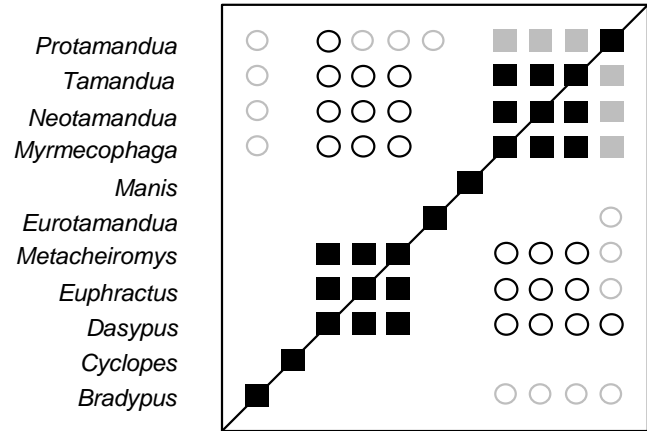 Protamandua
Tamandua
Neotamandua
Myrmecophaga
Manis
Eurotamandua
Metacheiromys
Euphractus
Dasypus
Cyclopes
Bradypus